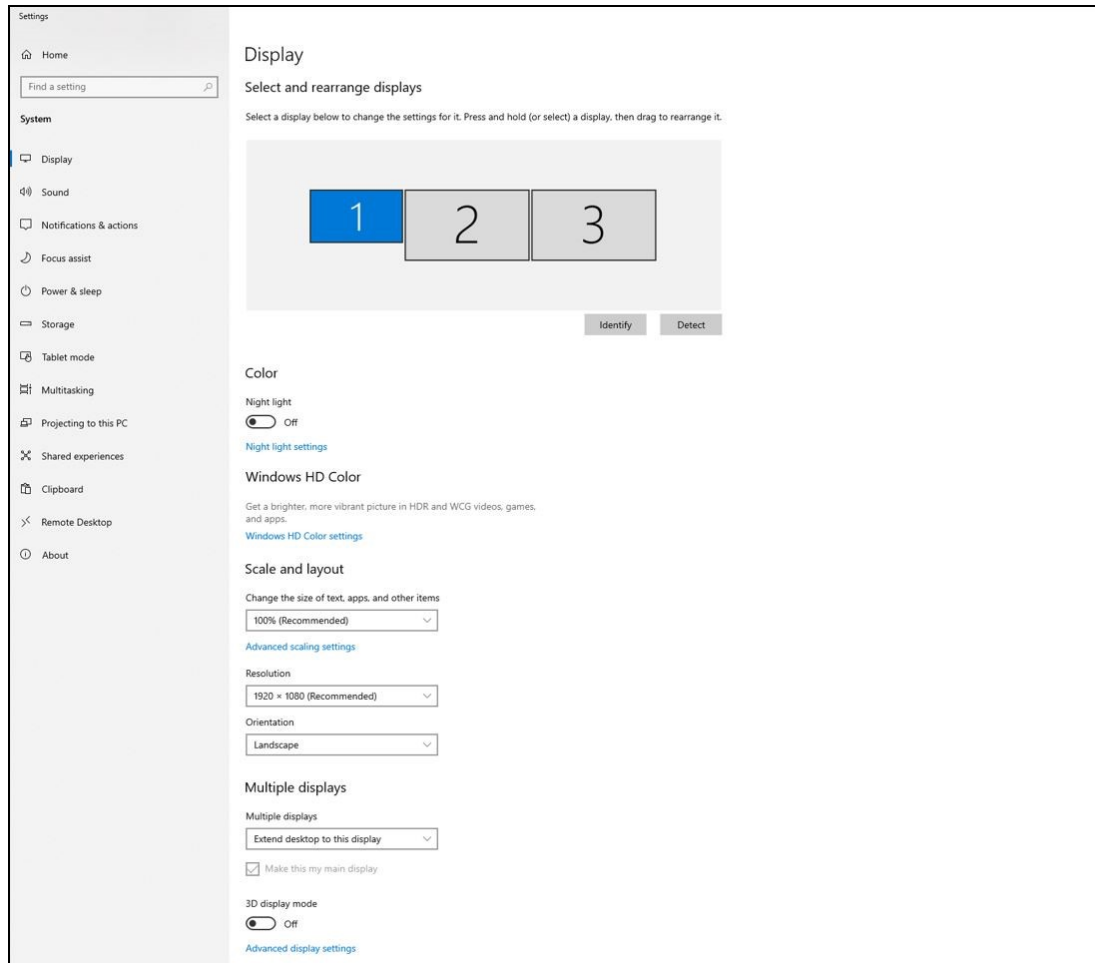 Settings
Home
Find a setting
System
Display
Sound
Notifications & actions
Focus assist
Power & sleep
Storage
Tablet mode
Multitasking
Projecting to this PC
Shared experiences
Clipboard
Remote Desktop
About
Display
Select and rearrange displays
Select a display below to change the settings for it. Press and hold (or select) a display, then drag to rearrange it.
1
2
3
Identify
Detect
Color
Night light
Off
Night light settings
Windows HD Color
Get a brighter, more vibrant picture in HDR and WCG videos, games,
and apps.
Windows HD Color settings
Scale and layout
Change the size of text, apps, and other items
100% (Recommended)
Advanced scaling settings
Resolution
1920 × 1080 (Recommended)
Orientation
Landscape
Multiple displays
Multiple displays
Extend desktop to this display
Make this my main display
3D display mode
Off
Advanced display settings